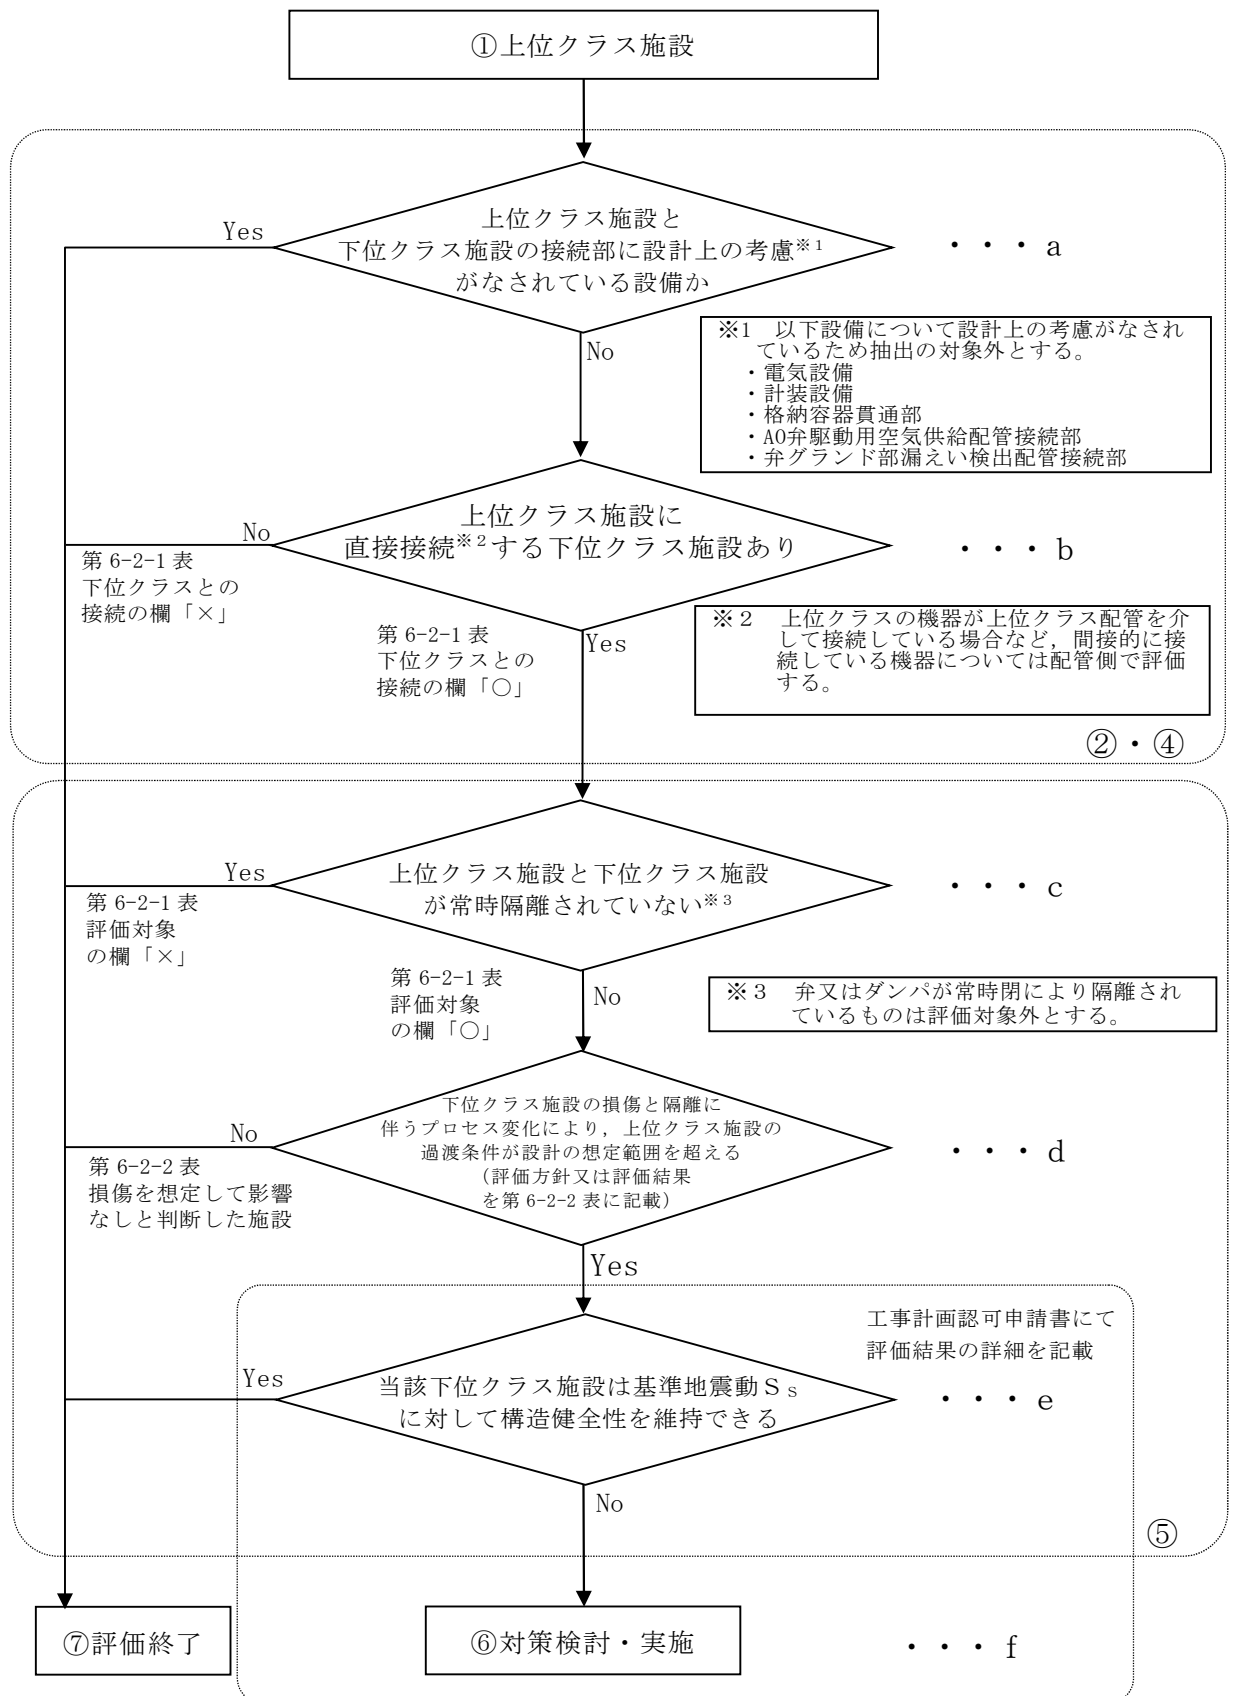 ①上位クラス施設
上位クラス施設と
下位クラス施設の接続部に設計上の考慮※1
がなされている設備か
Yes
・・・a
No
※1 以下設備について設計上の考慮がなされ
ているため抽出の対象外とする。
・電気設備
・計装設備
・格納容器貫通部
・AO弁駆動用空気供給配管接続部
・弁グランド部漏えい検出配管接続部
上位クラス施設に
直接接続※2する下位クラス施設あり
No
・・・b
第 6-2-1 表
下位クラスとの
接続の欄「×」
第 6-2-1 表
下位クラスとの
接続の欄「○」
Yes
※2 上位クラスの機器が上位クラス配管を介
して接続している場合など，間接的に接
続している機器については配管側で評価
する。
②・④
上位クラス施設と下位クラス施設
が常時隔離されていない※3
Yes
・・・c
第 6-2-1 表
評価対象
の欄「×」
第 6-2-1 表
評価対象
の欄「○」
No
※3 弁又はダンパが常時閉により隔離され
ているものは評価対象外とする。
下位クラス施設の損傷と隔離に
伴うプロセス変化により，上位クラス施設の
過渡条件が設計の想定範囲を超える
（評価方針又は評価結果
を第 6-2-2 表に記載）
No
・・・d
第 6-2-2 表
損傷を想定して影響
なしと判断した施設
Yes
工事計画認可申請書にて
評価結果の詳細を記載
当該下位クラス施設は基準地震動Ｓｓ
に対して構造健全性を維持できる
Yes
・・・e
No
⑤
⑦評価終了
⑥対策検討・実施
・・・f